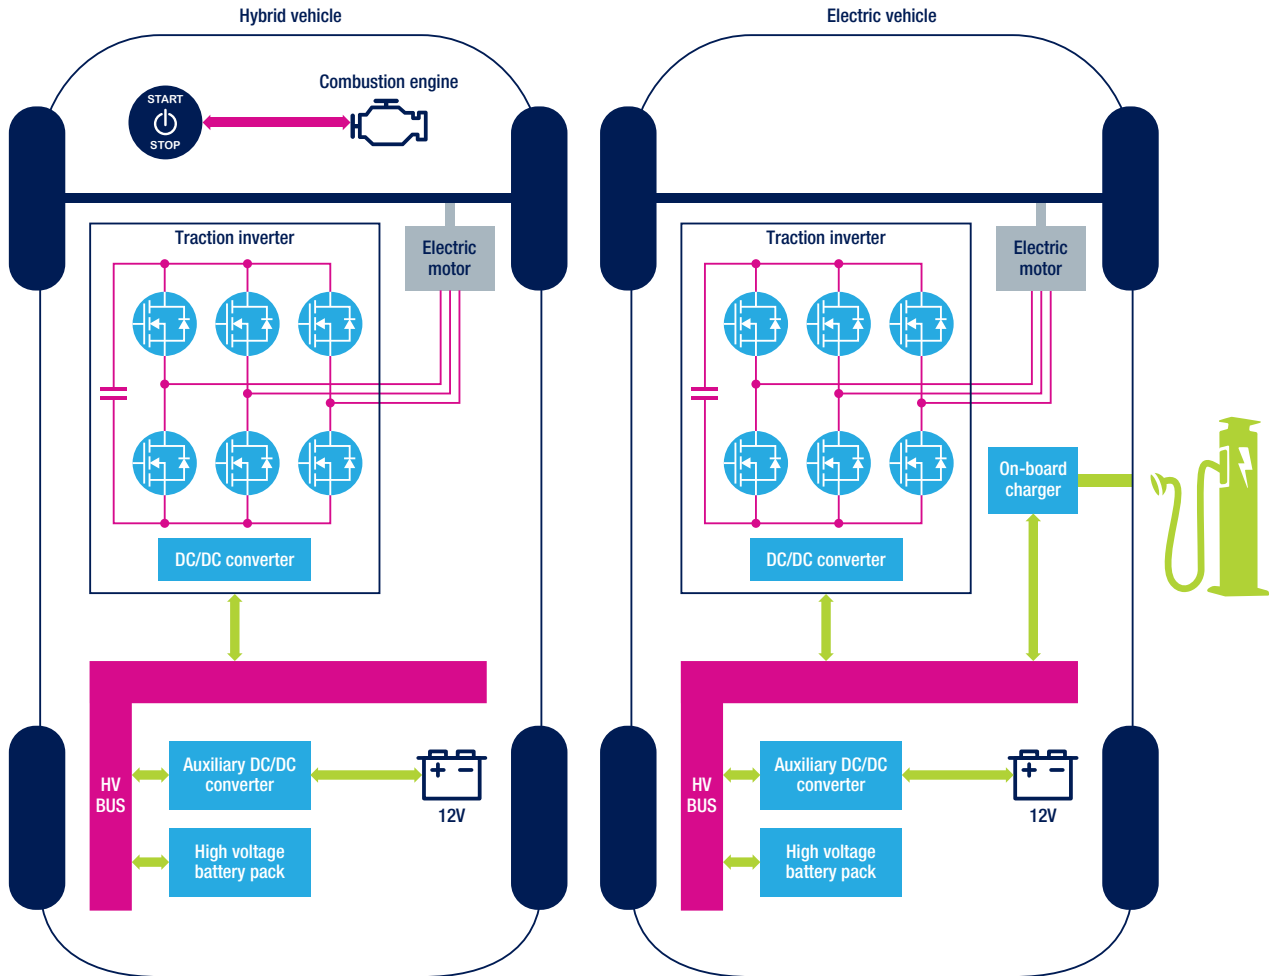 Hybrid vehicle
Combustion engine
START
STOP
Traction inverter
Electric
motor
DC/DC converter
HV
BUS
Auxiliary DC/DC
converter
12V
High voltage
battery pack
Electric vehicle
Traction inverter
Electric
motor
On-board
charger
DC/DC converter
HV
BUS
Auxiliary DC/DC
converter
12V
High voltage
battery pack